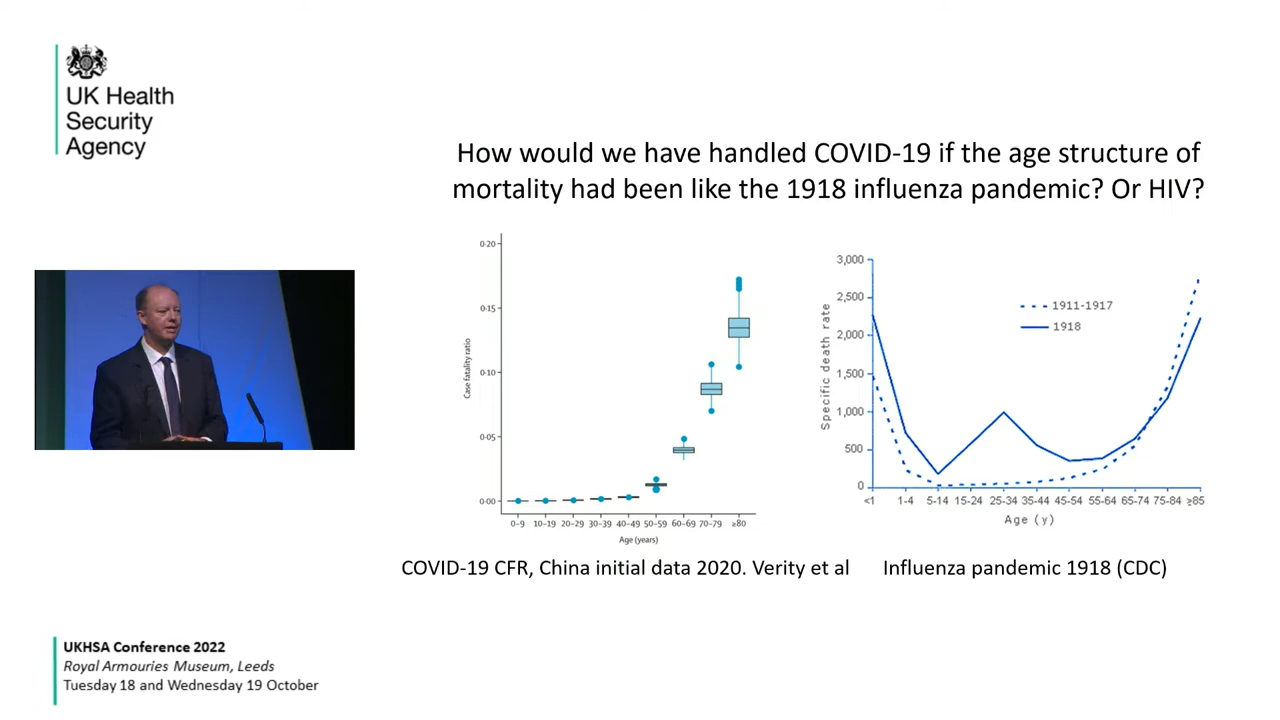 UK Health
Security
Agency
How would we have handled COVID-19 if the age structure of
mortality had been like the 1918 influenza pandemic? Or HIV?
0·20
0·15
0·10
0·05
0·00
Case fatality ratio
0–9 10–19 20–29 30–39 40–49 50–59 60–69 70–79 ≥80
Age (years)
3,000
2,500
2,000
1,500
1,000
500
0
Specific death rate
1911-1917
1918
<1 1-4 5-14 15-24 25-34 35-44 45-54 55-64 65-74 75-84 ≥85
Age (y)
COVID-19 CFR, China initial data 2020. Verity et al
Influenza pandemic 1918 (CDC)
UKHSA Conference 2022
Royal Armouries Museum, Leeds
Tuesday 18 and Wednesday 19 October